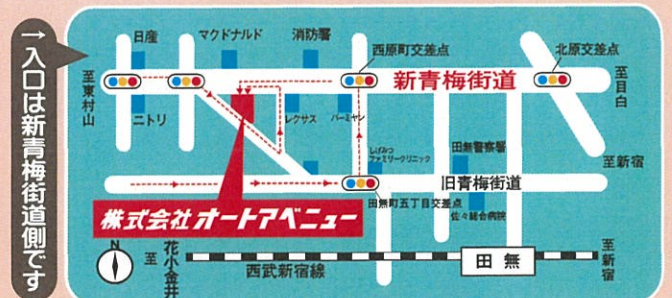 →入口は新青梅街道側です
日産
マクドナルド
消防署
西原町交差点
北原交差点
至東村山
新青梅街道
至目白
ニトリ
レクサス
バーミヤン
しげみつ
ファミリークリニック
田無警察署
至新宿
旧青梅街道
株式会社 オートアベニュー
田無町五丁目交差点
佐々総合病院
N
至花小金井
西武新宿線
田無
至新宿